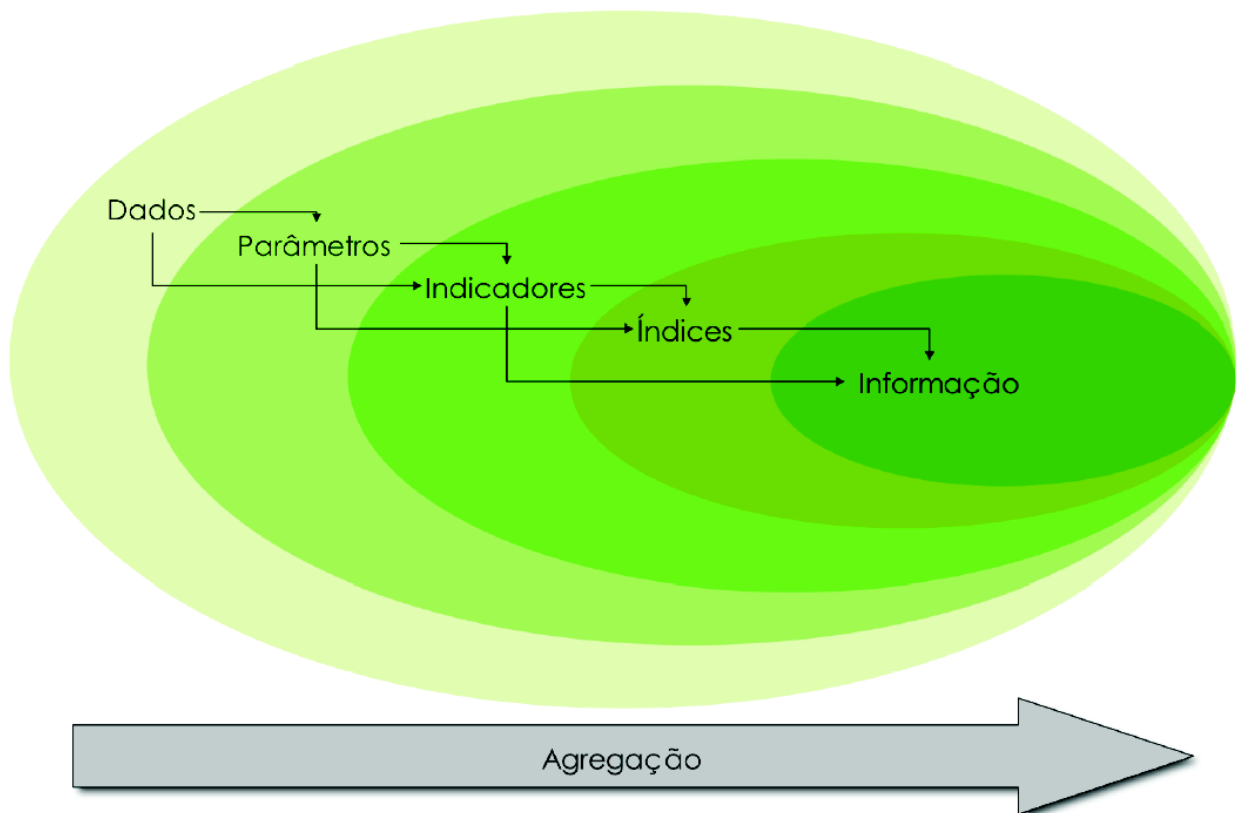 Dados
Parâmetros
Indicadores
Índices
Informação
Agregação